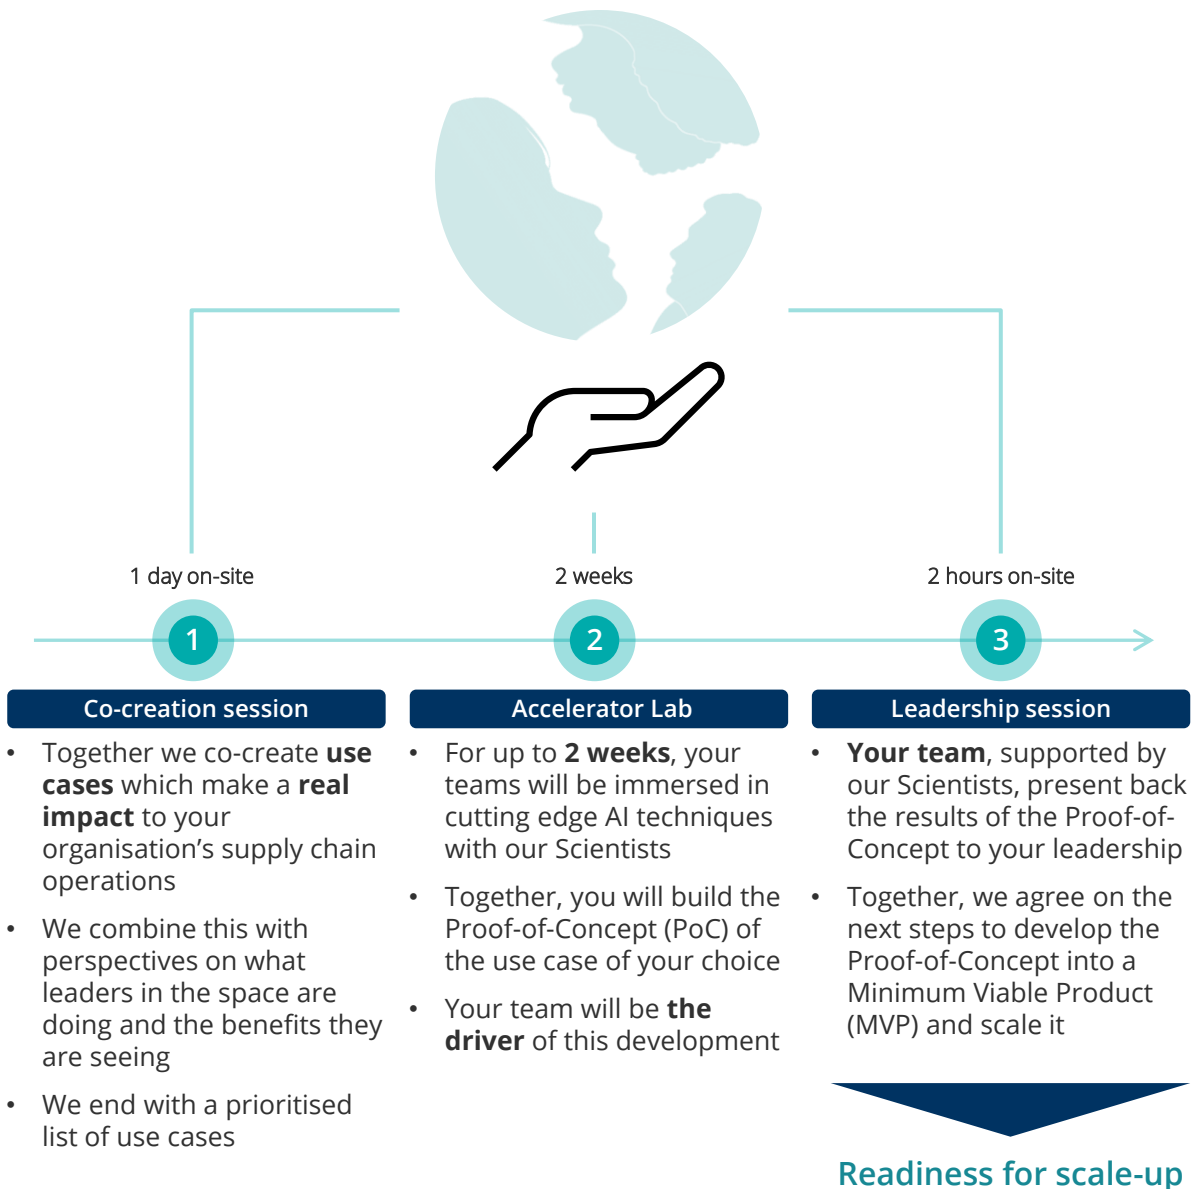 1 day on-site
2 weeks
2 hours on-site
1
2
3
Co-creation session
• Together we co-create use
cases which make a real
impact to your
organisation’s supply chain
operations
• We combine this with
perspectives on what
leaders in the space are
doing and the benefits they
are seeing
• We end with a prioritised
list of use cases
Accelerator Lab
• For up to 2 weeks, your
teams will be immersed in
cutting edge AI techniques
with our Scientists
• Together, you will build the
Proof-of-Concept (PoC) of
the use case of your choice
• Your team will be the
driver of this development
Leadership session
• Your team, supported by
our Scientists, present back
the results of the Proof-of-
Concept to your leadership
• Together, we agree on the
next steps to develop the
Proof-of-Concept into a
Minimum Viable Product
(MVP) and scale it
Readiness for scale-up